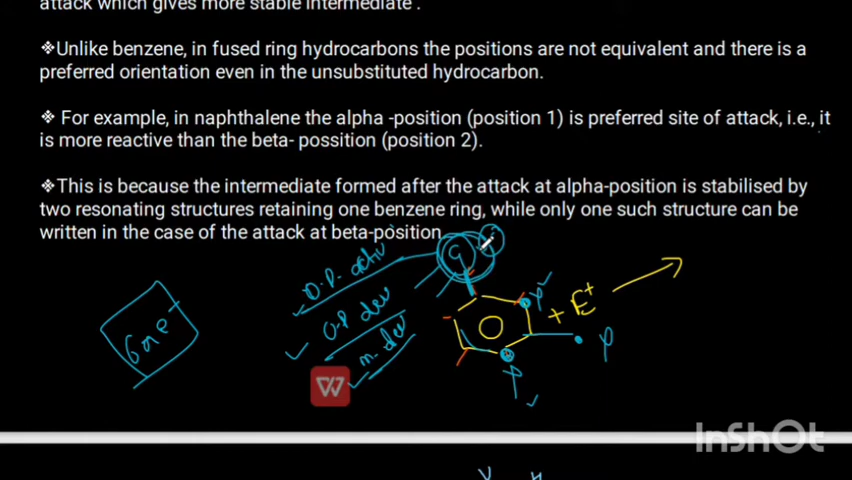 attack which gives more stable intermediate .
❖Unlike benzene, in fused ring hydrocarbons the positions are not equivalent and there is a
preferred orientation even in the unsubstituted hydrocarbon.
❖ For example, in naphthalene the alpha -position (position 1) is preferred site of attack, i.e., it
is more reactive than the beta- possition (position 2).
❖This is because the intermediate formed after the attack at alpha-position is stabilised by
two resonating structures retaining one benzene ring, while only one such structure can be
written in the case of the attack at beta-position.
G
O.P. activ
O.P dev
m. dev
+ E+
W
InShOt